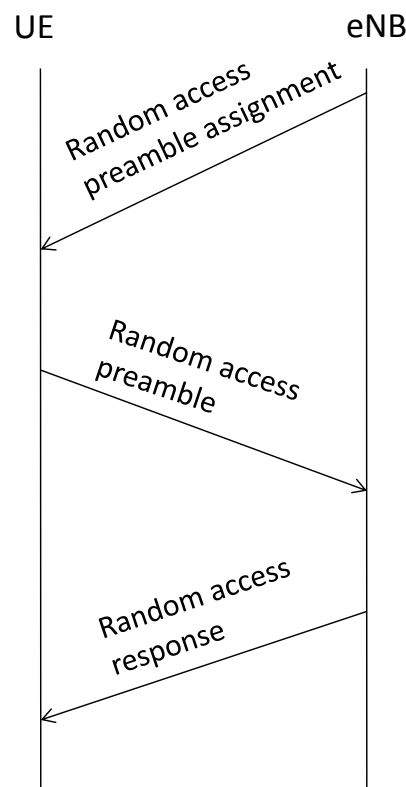 UE
eNB
Random access
preamble assignment
Random access
preamble
Random access
response